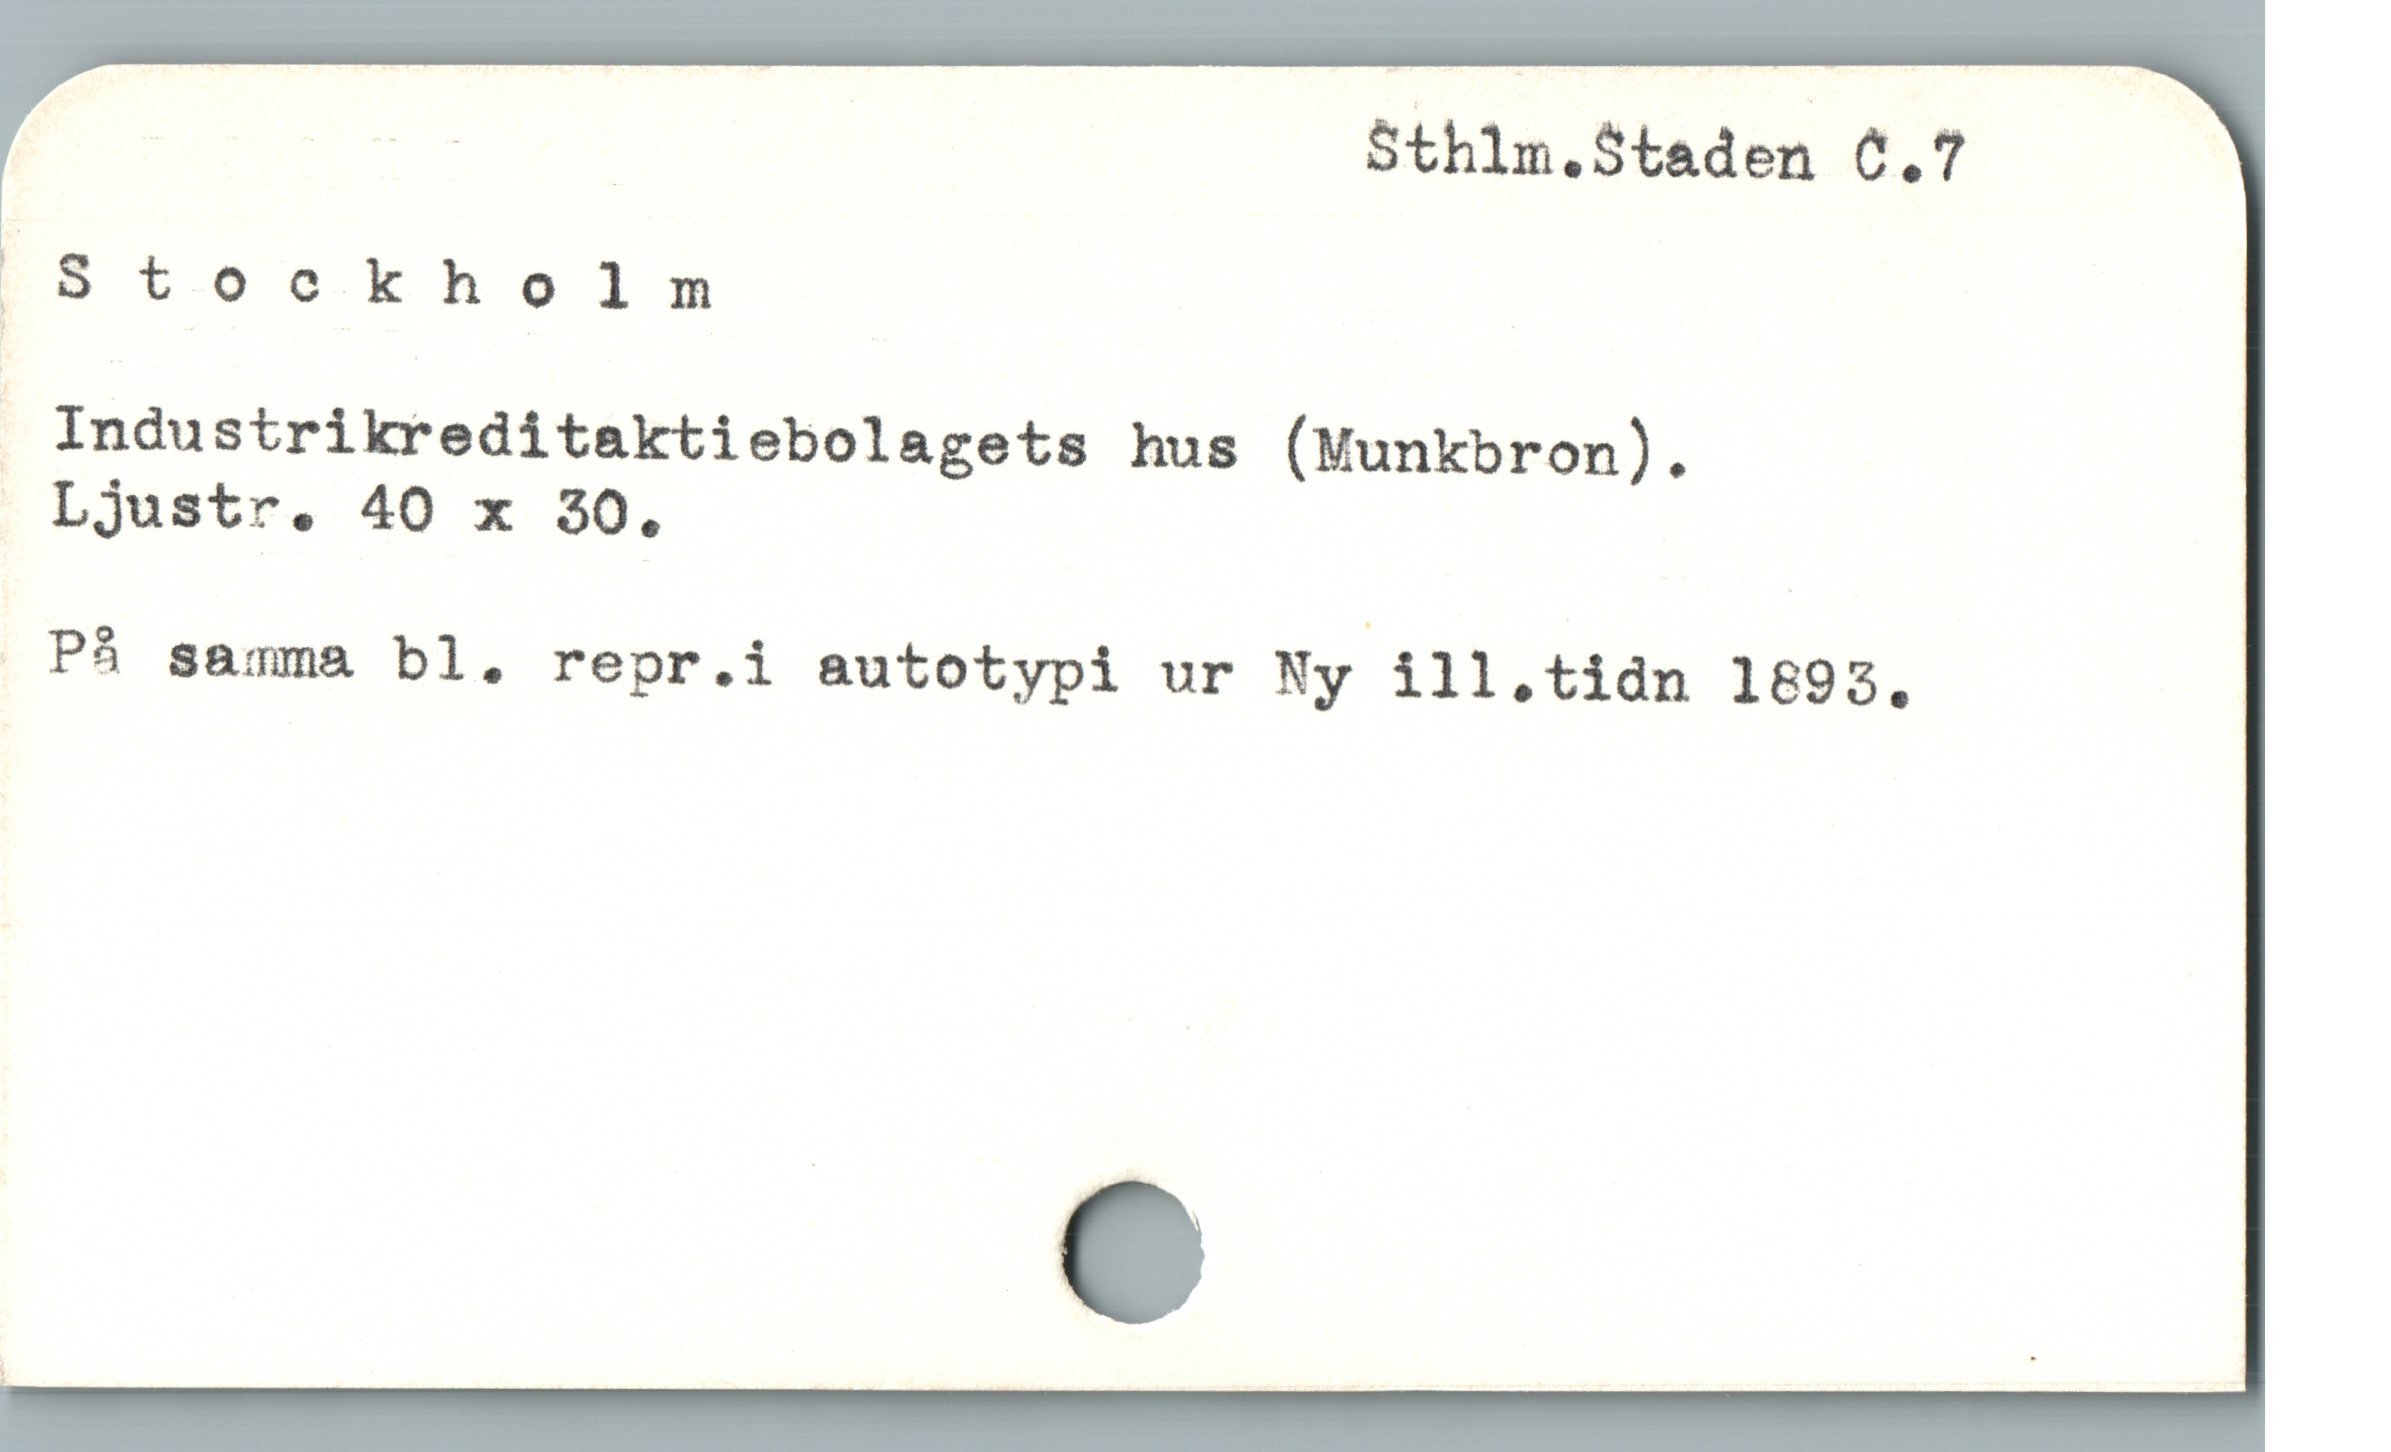 Sthlm.Staden C.7
S t o c k h o l m
Industrikreditaktiebolagets hus (Munkbron).
Ljustr. 40 x 30.
På samma bl. repr.i autotypi ur Ny ill.tidn 1893.